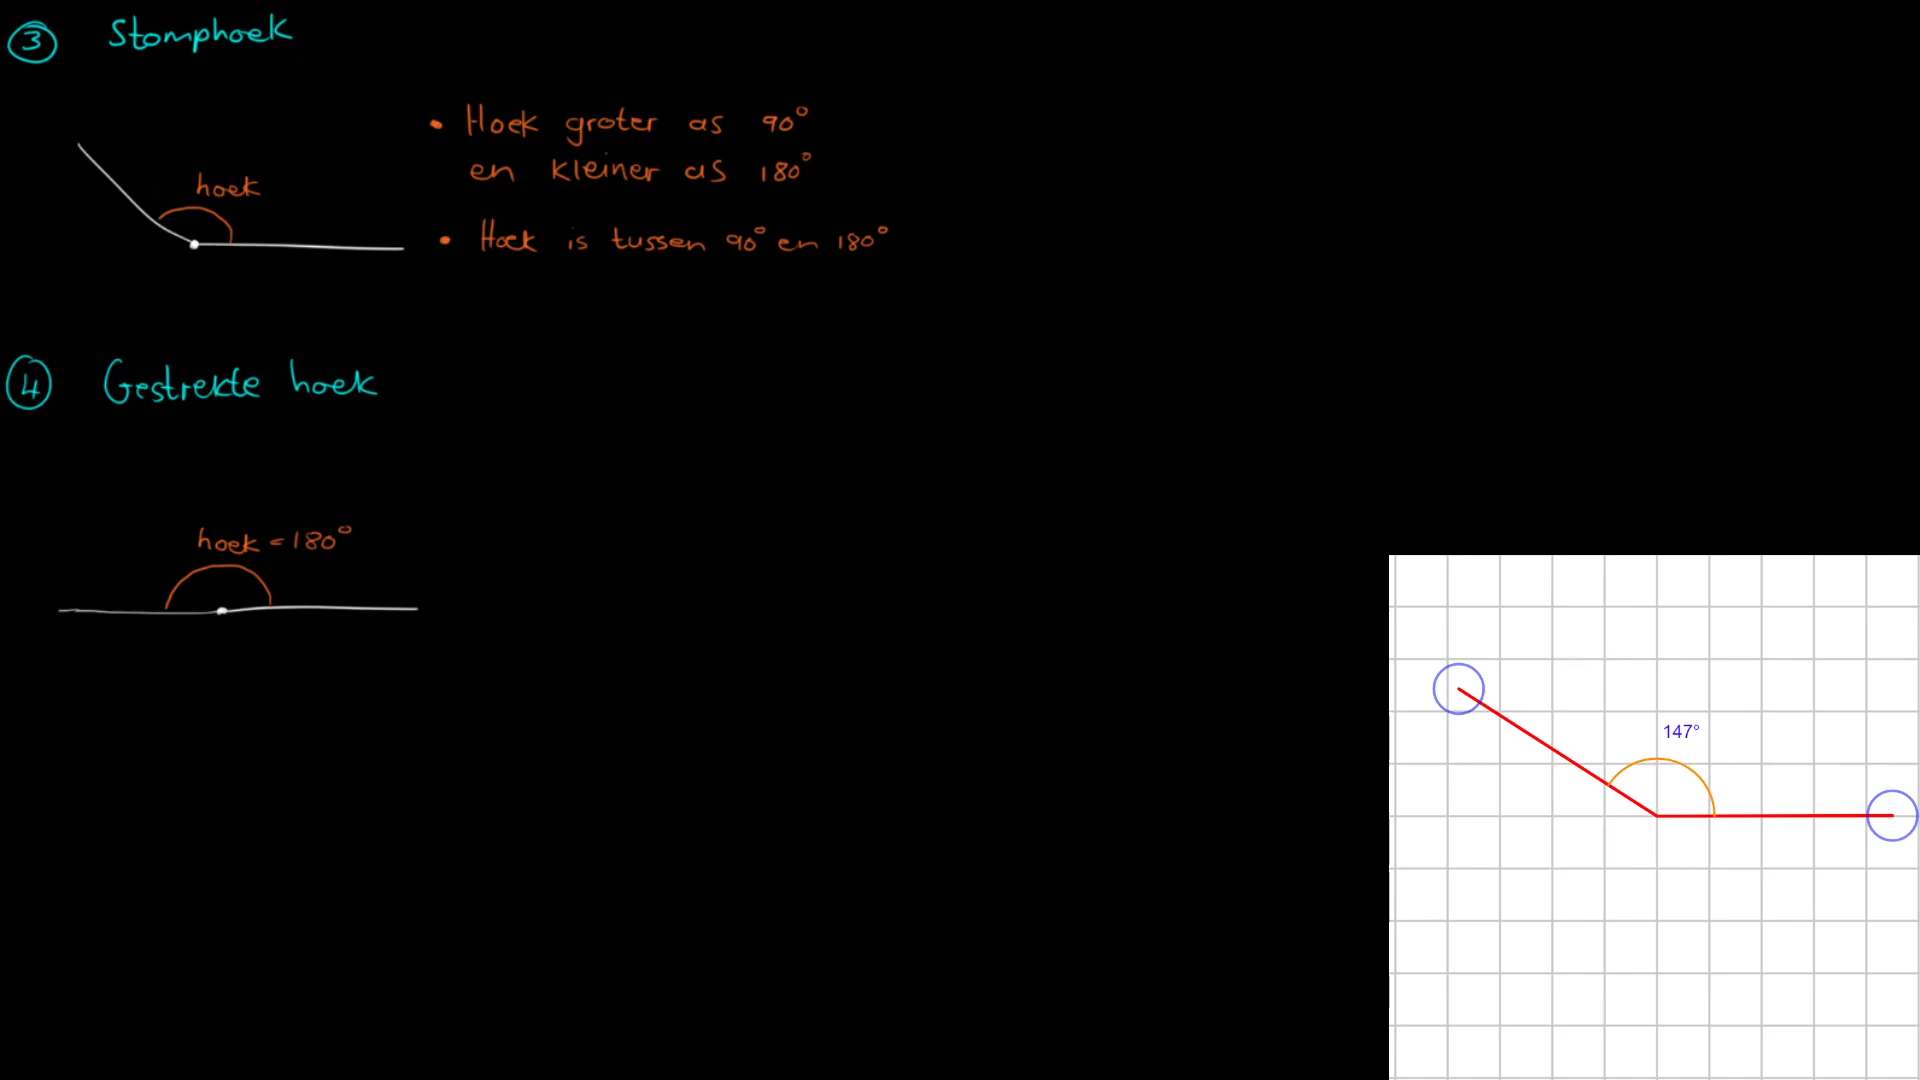 3 Stomphoek
• Hoek groter as 90°
en kleiner as 180°
hoek
• Hoek is tussen 90° en 180°
4 Gestrekte hoek
hoek = 180°
147°